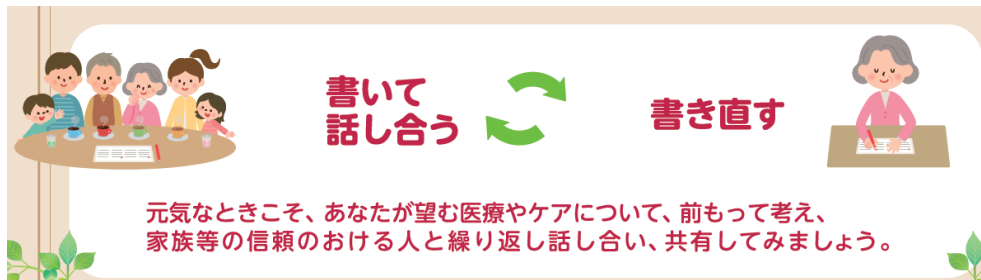 書いて
話し合う
書き直す
元気なときこそ、あなたが望む医療やケアについて、前もって考え、
家族等の信頼のおける人と繰り返し話し合い、共有してみましょう。